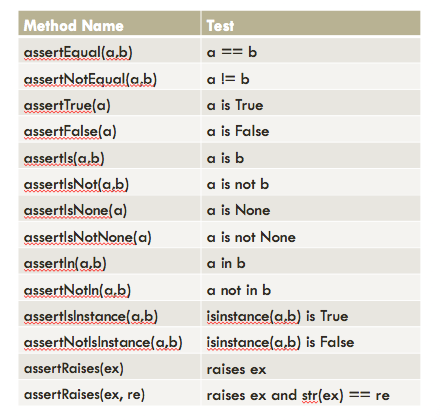 Method Name Test
assertEqual(a,b) a == b
assertNotEqual(a,b) a != b
assertTrue(a) a is True
assertFalse(a) a is False
assertIs(a,b) a is b
assertIsNot(a,b) a is not b
assertIsNone(a) a is None
assertIsNotNone(a) a is not None
assertIn(a,b) a in b
assertNotIn(a,b) a not in b
assertIsInstance(a,b) isinstance(a,b) is True
assertNotIsInstance(a,b) isinstance(a,b) is False
assertRaises(ex) raises ex
assertRaises(ex, re) raises ex and str(ex) == re